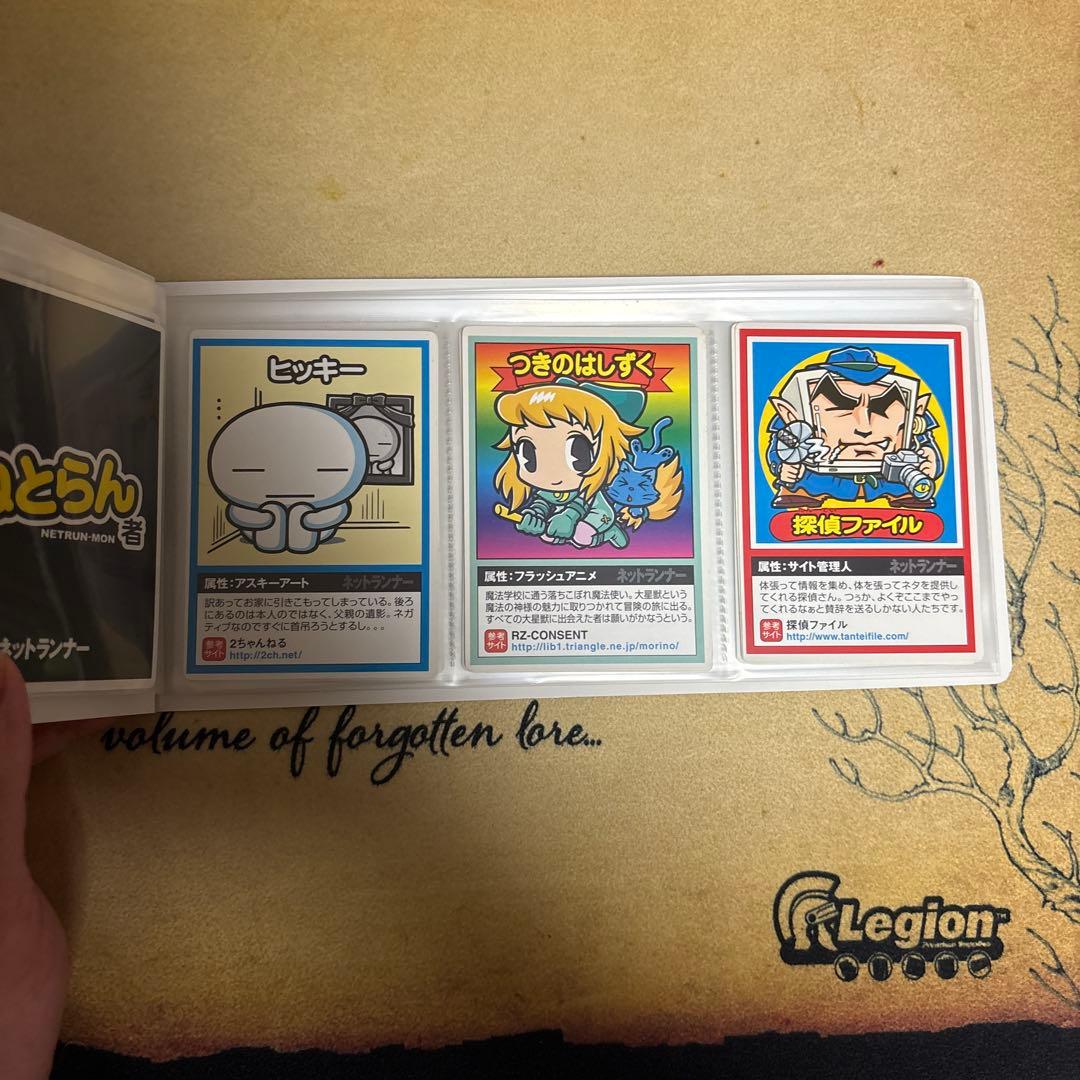 ねとらん
者
NETRUN-MON
ネットランナー
ヒッキー
属性:アスキーアート
ネットランナー
訳あってお家に引きこもってしまっている。後ろ
にあるのは本人のではなく、父親の遺影。ネガ
ティブなのですぐに首吊ろうとするし。。。
参考
サイト
2ちゃんねる
http://2ch.net/
つきのはしずく
属性:フラッシュアニメ
ネットランナー
魔法学校に通う落ちこぼれ魔法使い。大星獣という
魔法の神様の魅力に取りつかれて冒険の旅に出る。
すべての大星獣に出会えた者は願いがかなうという。
参考
サイト
RZ-CONSENT
http://lib1.triangle.ne.jp/morino/
探偵ファイル
属性:サイト管理人
ネットランナー
体張って情報を集め、体を張ってネタを提供し
てくれる探偵さん。つぅか、よくぞここまでやっ
てくれるなぁと賛辞を送るしかない人たちです。
参考
サイト
探偵ファイル
http://www.tanteifile.com/
volume of forgotten lore...
Legion